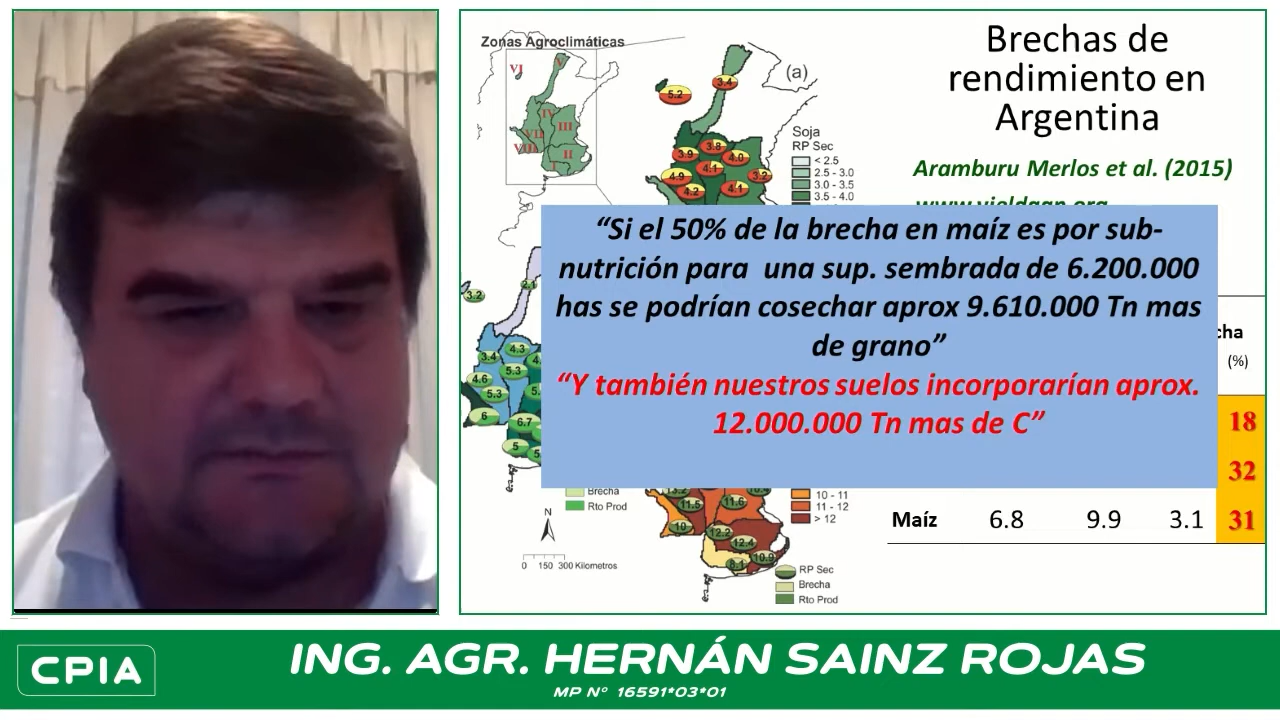 Zonas Agroclimáticas
VI
V
IV
III
VII
VIII
II
I
(a)
5.2
3.4
3.9
3.8
4.0
4.9
4.1
3.2
4.2
4.1
Soja
RP Sec
< 2.5
2.5 - 3.0
3.0 - 3.5
3.5 - 4.0
Brechas de
rendimiento en
Argentina
Aramburu Merlos et al. (2015)
www.yieldgap.org
“Si el 50% de la brecha en maíz es por sub-
nutrición para una sup. sembrada de 6.200.000
has se podrían cosechar aprox 9.610.000 Tn mas
de grano”
“Y también nuestros suelos incorporarían aprox.
12.000.000 Tn mas de C”
3.2
2.1
3.4
4.3
5.3
4.6
5.3
6
6.7
5
cha
(%)
18
32
Maíz 6.8 9.9 3.1 31
Brecha
Rto Prod
N
0 150 300 Kilometros
11.5
11.6
10
12.2
12.4
10.9
8.1
10 - 11
11 - 12
> 12
RP Sec
Brecha
Rto Prod
CPIA
ING. AGR. HERNÁN SAINZ ROJAS
MP N° 16591*03*01